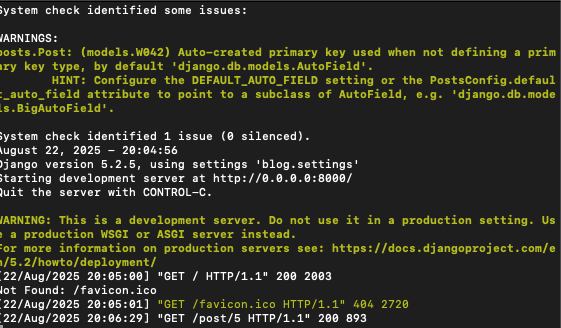 System check identified some issues:
WARNINGS:
posts.Post: (models.W042) Auto-created primary key used when not defining a prim
ary key type, by default 'django.db.models.AutoField'.
HINT: Configure the DEFAULT_AUTO_FIELD setting or the PostsConfig.defaul
t_auto_field attribute to point to a subclass of AutoField, e.g. 'django.db.mode
ls.BigAutoField'.
System check identified 1 issue (0 silenced).
August 22, 2025 - 20:04:56
Django version 5.2.5, using settings 'blog.settings'
Starting development server at http://0.0.0.0:8000/
Quit the server with CONTROL-C.
WARNING: This is a development server. Do not use it in a production setting. Us
e a production WSGI or ASGI server instead.
For more information on production servers see: https://docs.djangoproject.com/e
n/5.2/howto/deployment/
[22/Aug/2025 20:05:00] "GET / HTTP/1.1" 200 2003
Not Found: /favicon.ico
[22/Aug/2025 20:05:01] "GET /favicon.ico HTTP/1.1" 404 2720
[22/Aug/2025 20:06:29] "GET /post/5 HTTP/1.1" 200 893